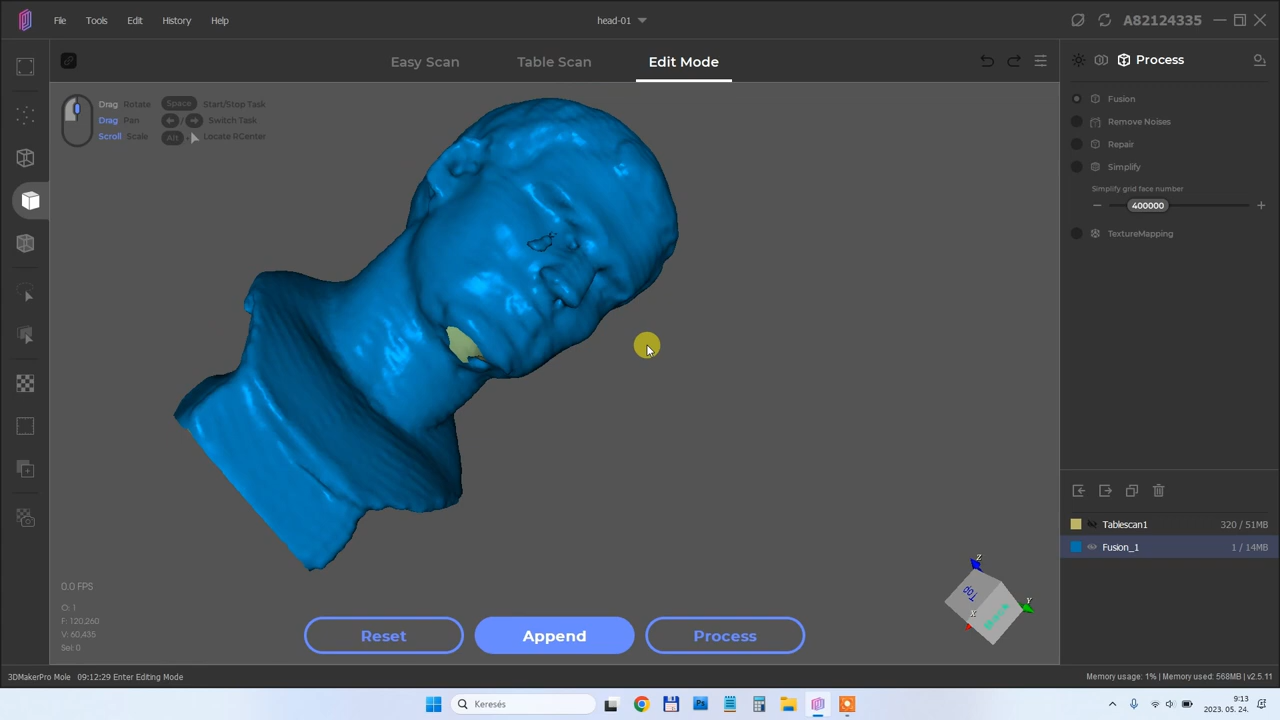 File Tools Edit History Help head-01 A82124335
Easy Scan Table Scan Edit Mode
Process
Drag Rotate Space Start/Stop Task
Drag Pan / Switch Task
Scroll Scale Alt + Locate RCenter
Fusion
Remove Noises
Repair
Simplify
Simplify grid face number
400000
TextureMapping
Tablescan1 320 / 51MB
Fusion_1 1 / 14MB
Z
Top
Y
X
0.0 FPS
O: 1
F: 120,260
V: 60,435
Sel: 0
Reset Append Process
3DMakerPro Mole 09:12:29 Enter Editing Mode Memory usage: 1% | Memory used: 568MB | v2.5.11
Keresés
Ps
9:13
2023. 05. 24.